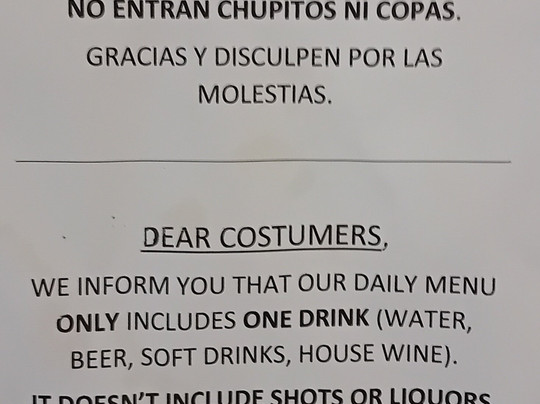 NO ENTRAN CHUPITOS NI COPAS.
GRACIAS Y DISCULPEN POR LAS
MOLESTIAS.
DEAR COSTUMERS,
WE INFORM YOU THAT OUR DAILY MENU
ONLY INCLUDES ONE DRINK (WATER,
BEER, SOFT DRINKS, HOUSE WINE).
IT DOESN'T INCLUDE SHOTS OR LIQUORS